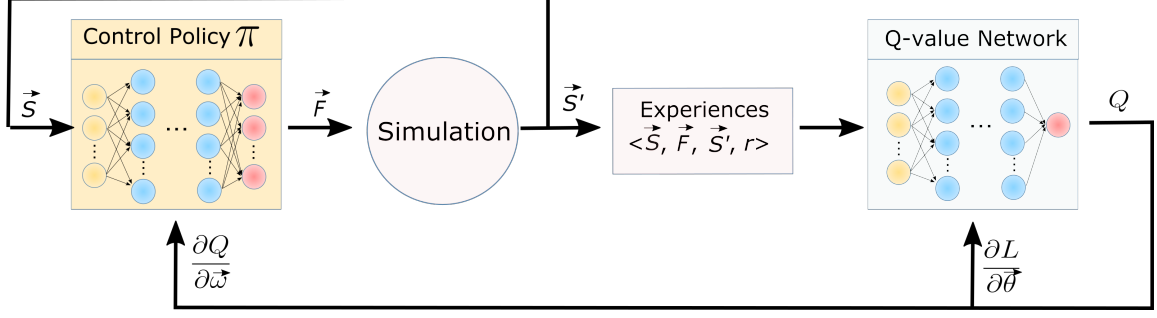 Control Policy π
Q-value Network
S⃗
F⃗
Simulation
S⃗'
Experiences
<S⃗, F⃗, S⃗', r>
Q
∂Q
∂ω⃗
∂L
∂θ⃗